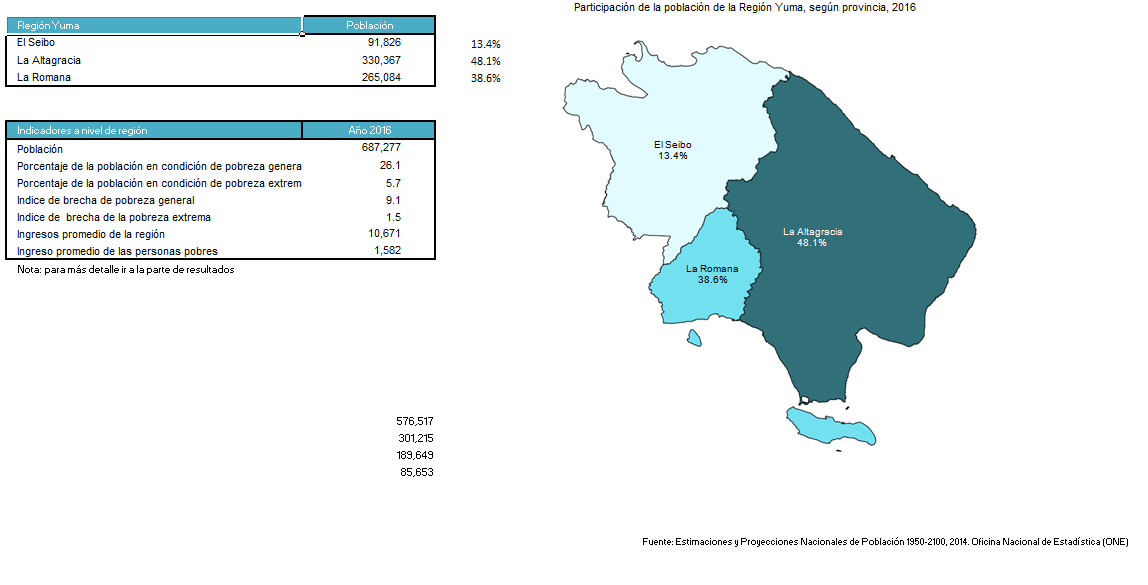 Participación de la población de la Región Yuma, según provincia, 2016
Región Yuma Población
El Seibo 91,826 13.4%
La Altagracia 330,367 48.1%
La Romana 265,084 38.6%
Indicadores a nivel de región Año 2016
Población 687,277
Porcentaje de la población en condición de pobreza genera 26.1
Porcentaje de la población en condición de pobreza extrem 5.7
Indice de brecha de pobreza general 9.1
Indice de brecha de la pobreza extrema 1.5
Ingresos promedio de la región 10,671
Ingreso promedio de las personas pobres 1,582
Nota: para más detalle ir a la parte de resultados
El Seibo
13.4%
La Altagracia
48.1%
La Romana
38.6%
576,517
301,215
189,649
85,653
Fuente: Estimaciones y Proyecciones Nacionales de Población 1950-2100, 2014. Oficina Nacional de Estadística (ONE)